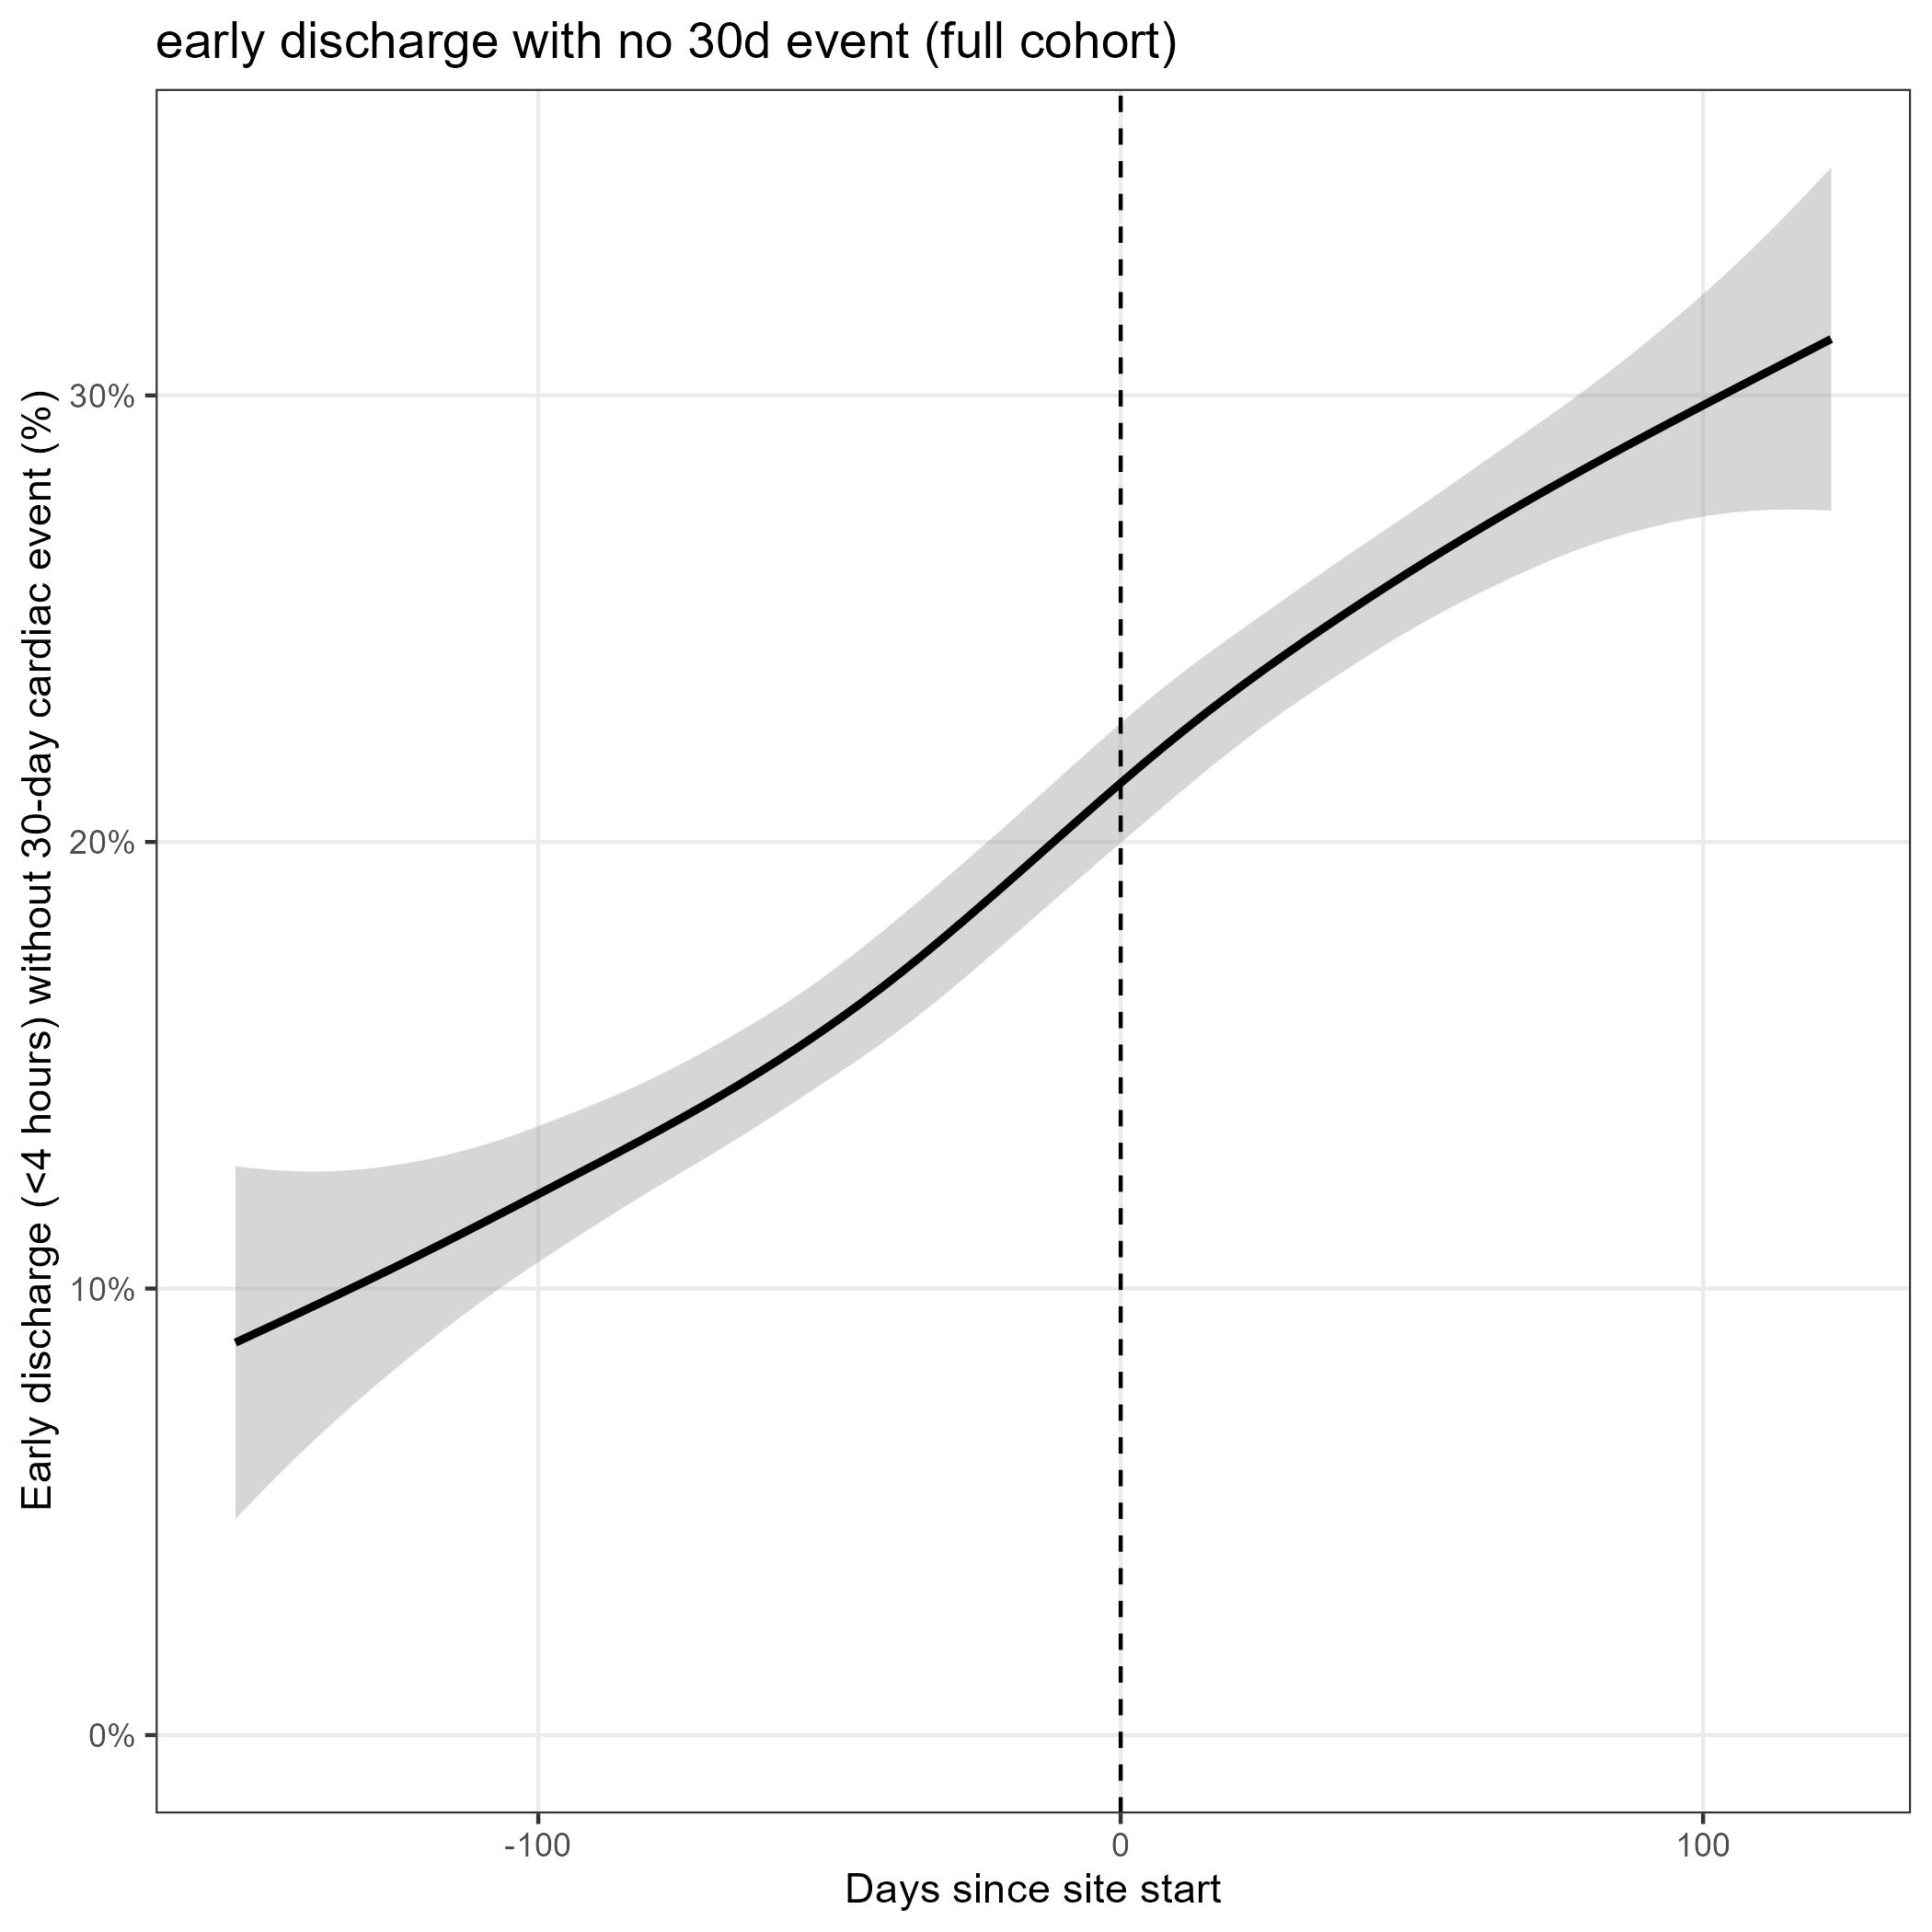 early discharge with no 30d event (full cohort)
Early discharge (<4 hours) without 30-day cardiac event (%)
30%
20%
10%
0%
-100
0
100
Days since site start